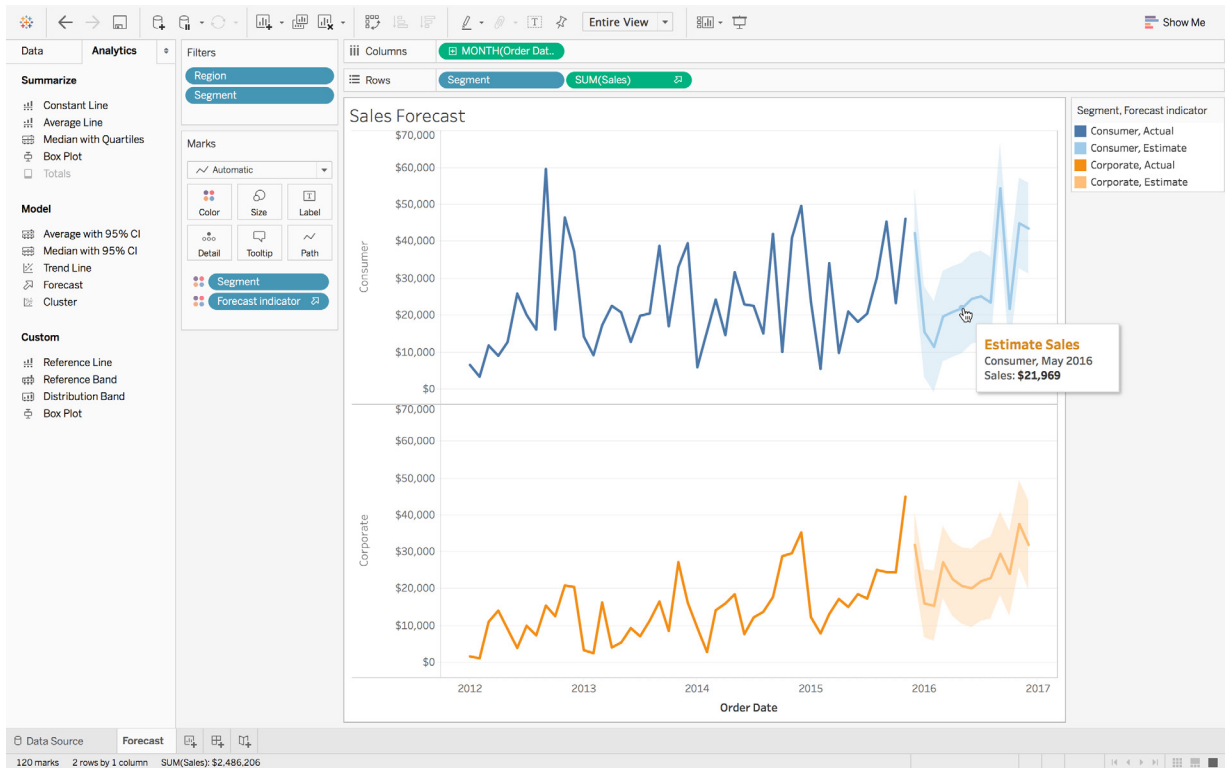 Entire View
Show Me
Data
Analytics
Summarize
Constant Line
Average Line
Median with Quartiles
Box Plot
Totals
Model
Average with 95% CI
Median with 95% CI
Trend Line
Forecast
Cluster
Custom
Reference Line
Reference Band
Distribution Band
Box Plot
Filters
Region
Segment
Marks
Automatic
Color
Size
Label
Detail
Tooltip
Path
Segment
Forecast indicator
Columns
MONTH(Order Dat..
Rows
Segment
SUM(Sales)
Sales Forecast
$70,000
$60,000
$50,000
$40,000
$30,000
$20,000
$10,000
$0
Consumer
Estimate Sales
Consumer, May 2016
Sales: $21,969
$70,000
$60,000
$50,000
$40,000
$30,000
$20,000
$10,000
$0
Corporate
2012
2013
2014
2015
2016
2017
Order Date
Segment, Forecast indicator
Consumer, Actual
Consumer, Estimate
Corporate, Actual
Corporate, Estimate
Data Source
Forecast
120 marks
2 rows by 1 column
SUM(Sales): $2,486,206